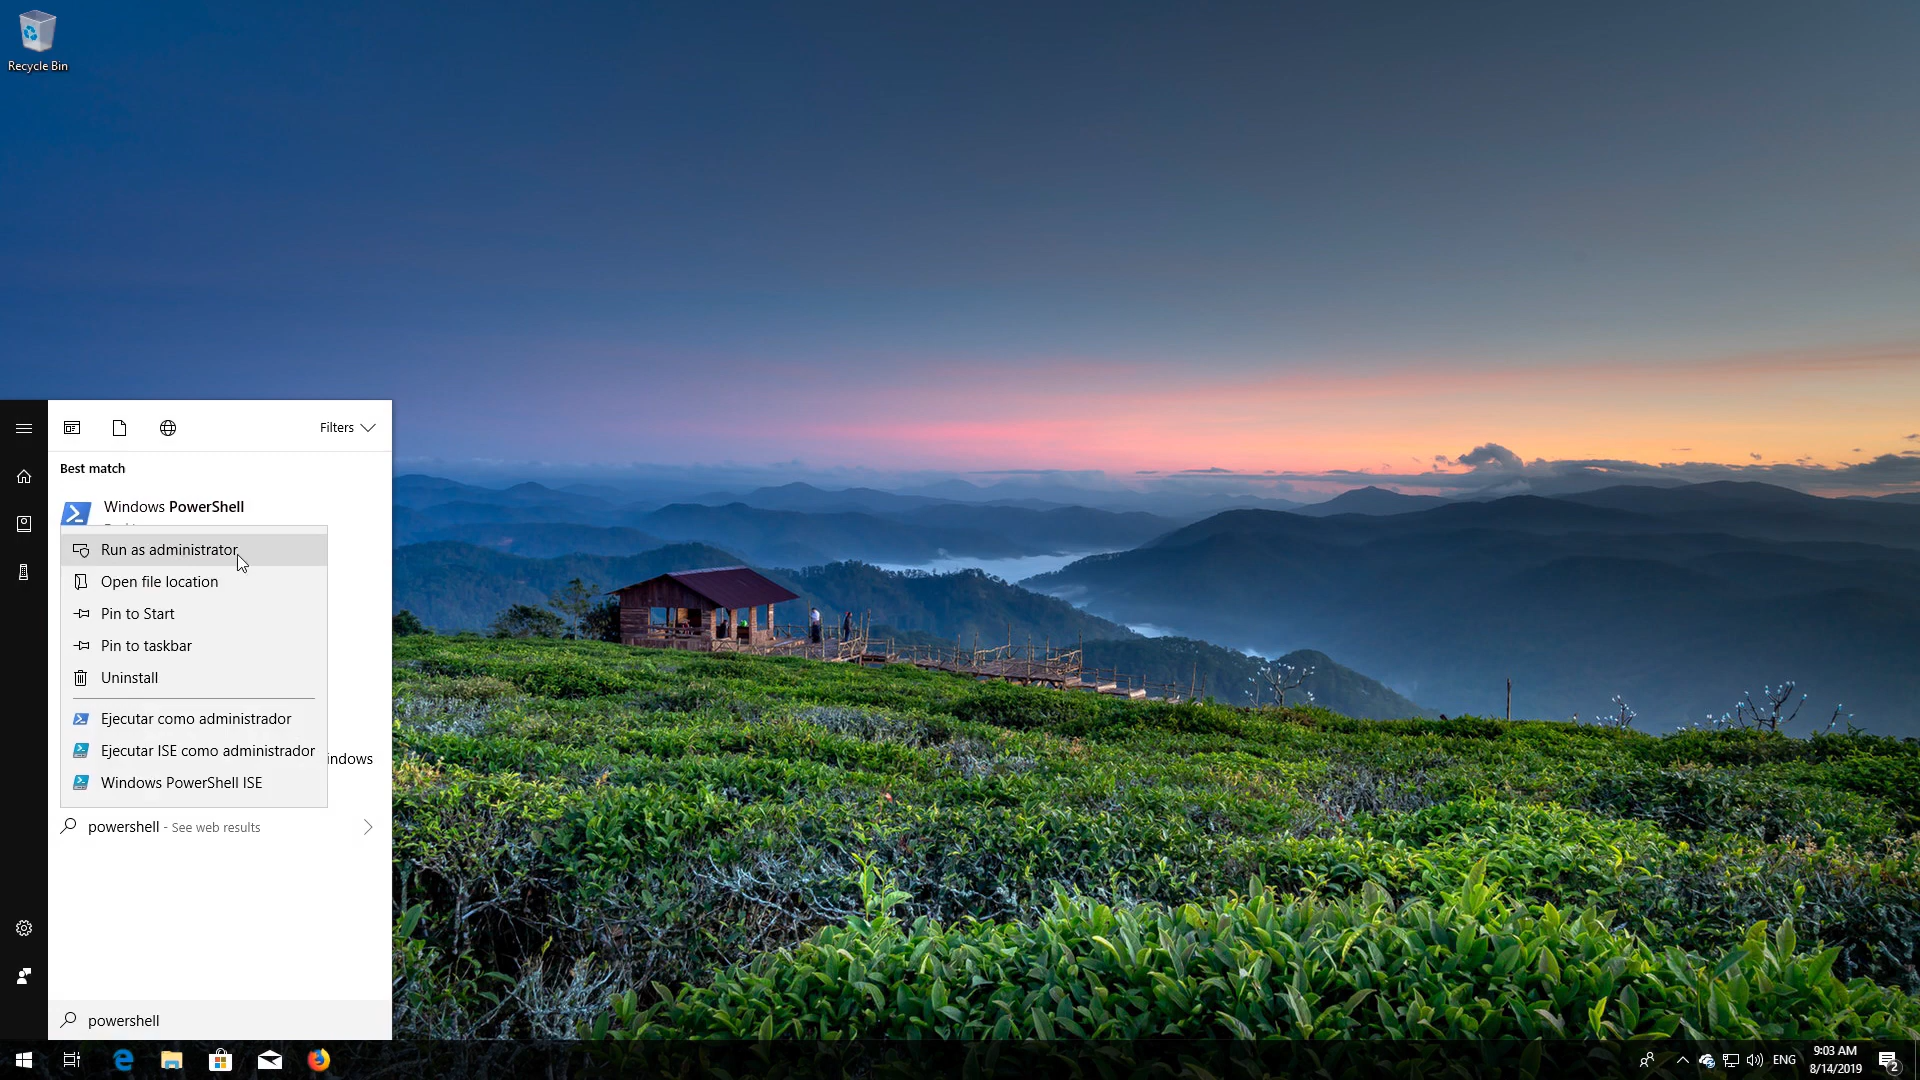 Recycle Bin
Filters
Best match
Windows PowerShell
Run as administrator
Open file location
Pin to Start
Pin to taskbar
Uninstall
Ejecutar como administrador
Ejecutar ISE como administrador
indows
Windows PowerShell ISE
powershell - See web results
powershell
ENG
9:03 AM
8/14/2019
2